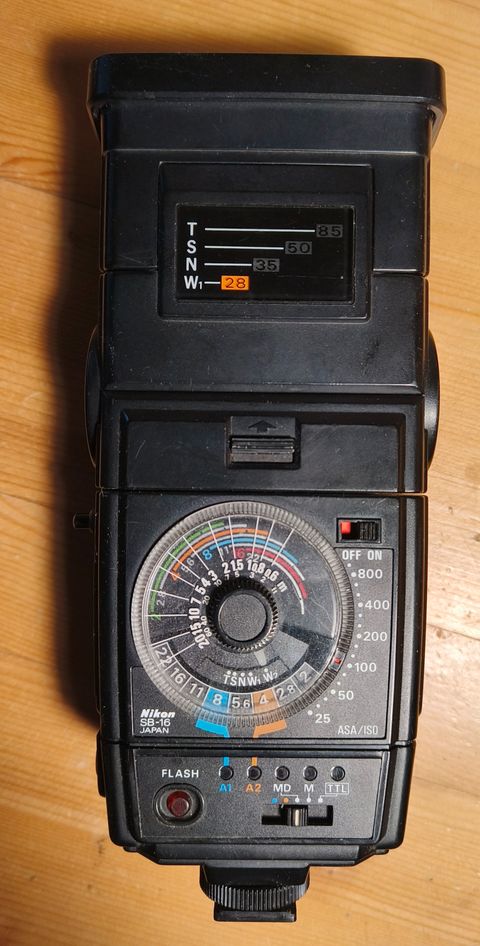 T 85
S 50
N 35
W1 28
OFF ON
800
400
200
100
50
25
ASA/ISO
m
TSNW1W2
22 16 11 8 5.6 4 2.8 2
Nikon
SB-16
JAPAN
FLASH
A1 A2 MD M TTL